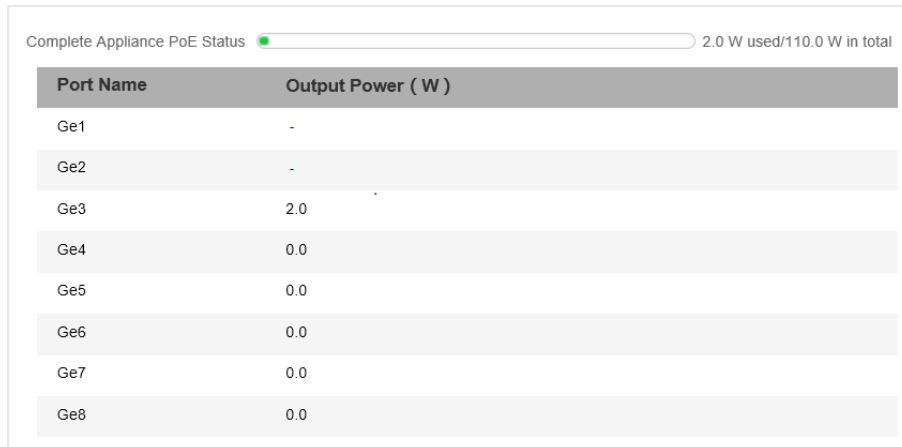 Complete Appliance PoE Status 2.0 W used/110.0 W in total
Port Name Output Power ( W )
Ge1 -
Ge2 -
Ge3 2.0
Ge4 0.0
Ge5 0.0
Ge6 0.0
Ge7 0.0
Ge8 0.0